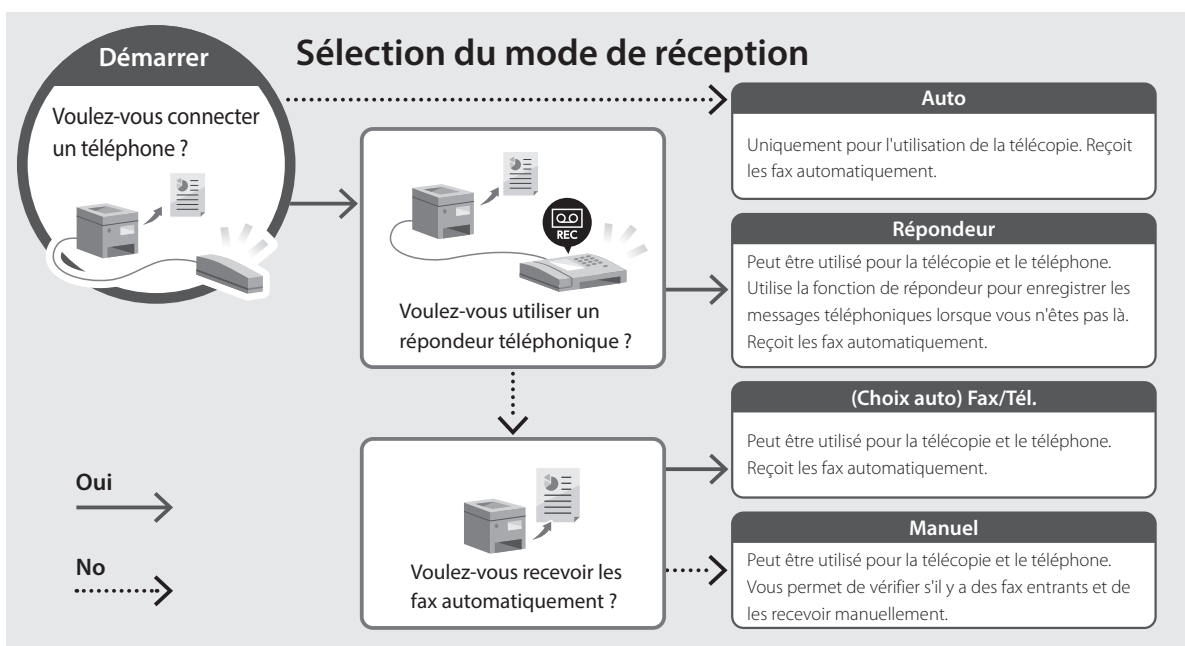 Démarrer
Sélection du mode de réception
Voulez-vous connecter
un téléphone ?
Auto
Uniquement pour l'utilisation de la télécopie. Reçoit
les fax automatiquement.
REC
Voulez-vous utiliser un
répondeur téléphonique ?
Répondeur
Peut être utilisé pour la télécopie et le téléphone.
Utilise la fonction de répondeur pour enregistrer les
messages téléphoniques lorsque vous n'êtes pas là.
Reçoit les fax automatiquement.
(Choix auto) Fax/Tél.
Peut être utilisé pour la télécopie et le téléphone.
Reçoit les fax automatiquement.
Voulez-vous recevoir les
fax automatiquement ?
Manuel
Peut être utilisé pour la télécopie et le téléphone.
Vous permet de vérifier s'il y a des fax entrants et de
les recevoir manuellement.
Oui
No